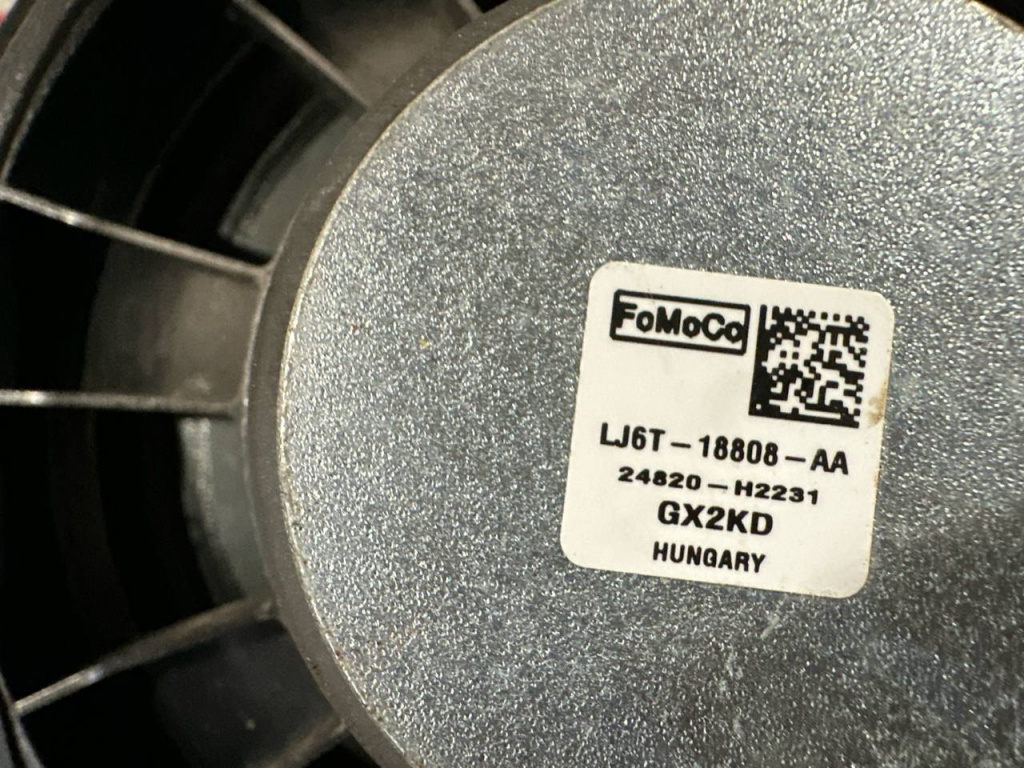 FoMoCo
LJ6T-18808-AA
24820-H2231
GX2KD
HUNGARY